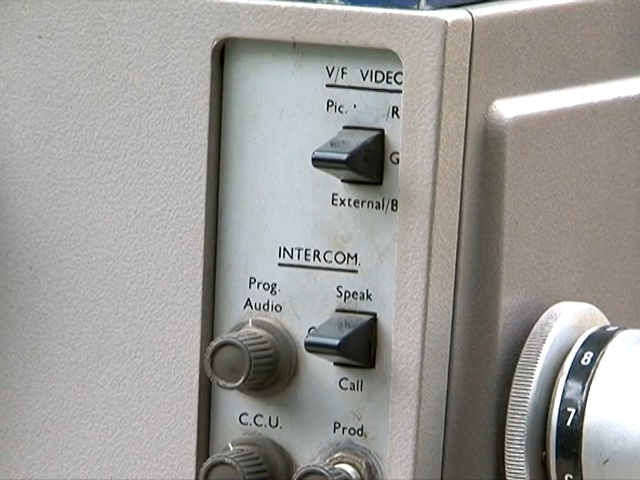 V/F VIDEO
Pic.
/R
G
External/B
INTERCOM.
Prog.
Audio
Speak
Call
C.C.U.
Prod.
8
7